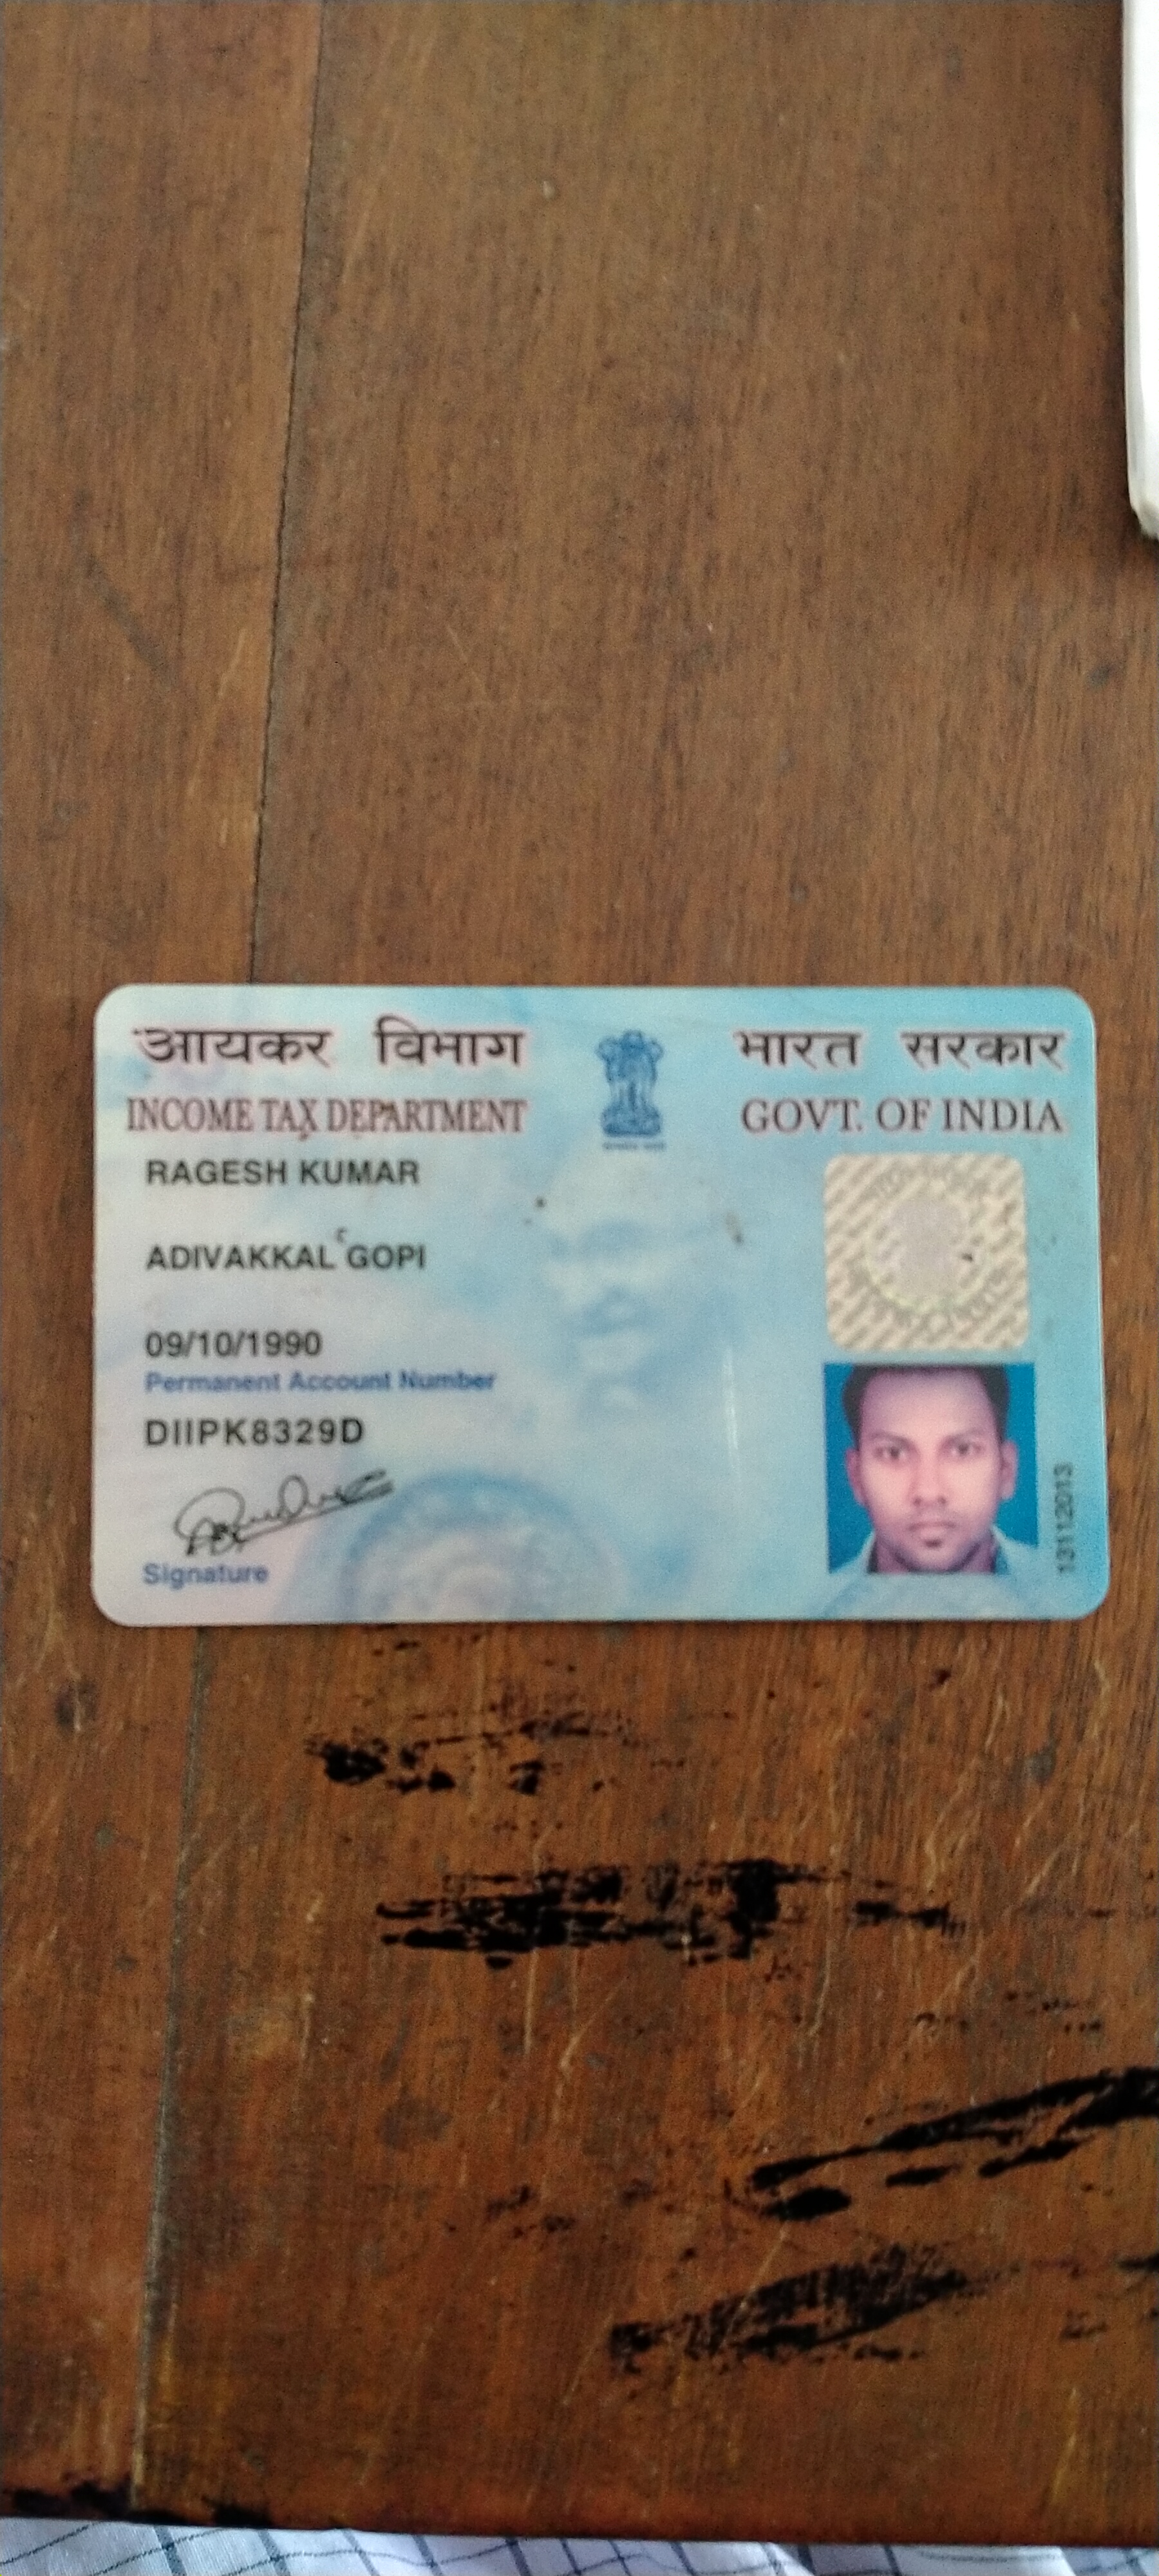 आयकर विभाग
INCOME TAX DEPARTMENT
भारत सरकार
GOVT. OF INDIA
RAGESH KUMAR
ADIVAKKAL GOPI
09/10/1990
Permanent Account Number
DIIPK8329D
Signature
13112013